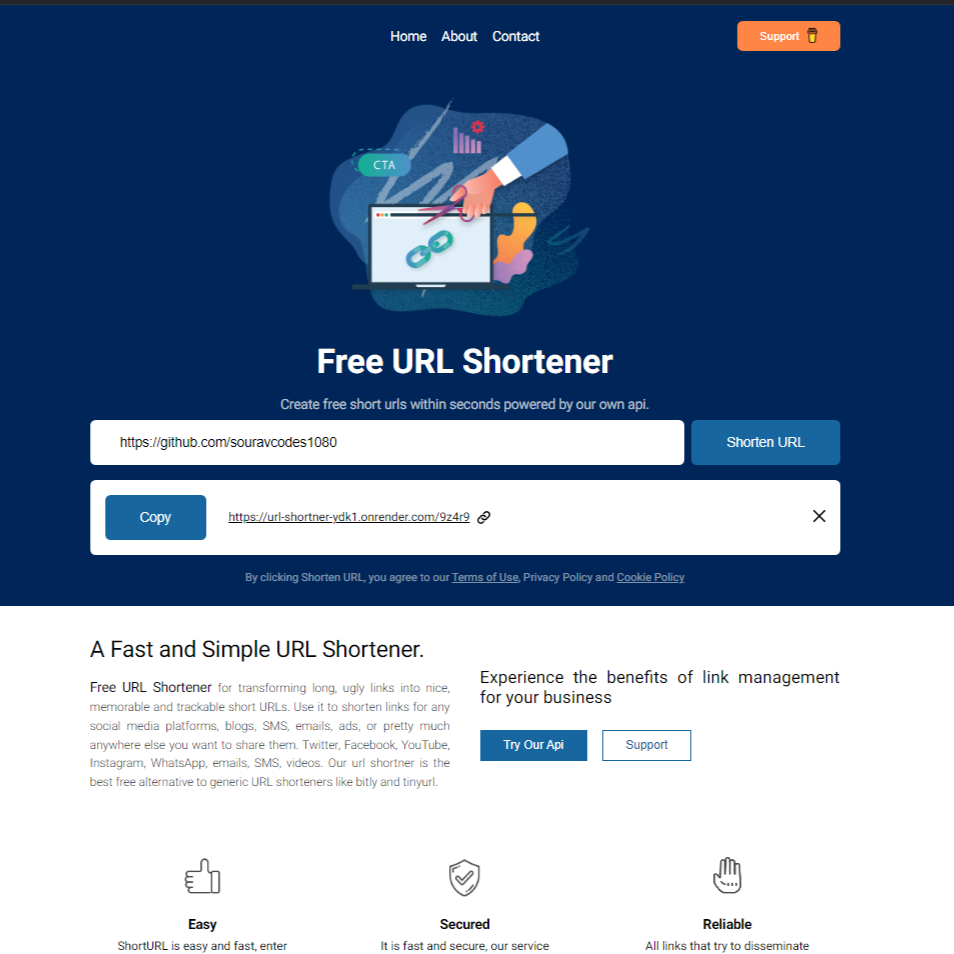 Home About Contact
Support
CTA
Free URL Shortener
Create free short urls within seconds powered by our own api.
https://github.com/souravcodes1080
Shorten URL
Copy
https://url-shortner-ydk1.onrender.com/9z4r9
By clicking Shorten URL, you agree to our Terms of Use, Privacy Policy and Cookie Policy
A Fast and Simple URL Shortener.
Free URL Shortener for transforming long, ugly links into nice,
memorable and trackable short URLs. Use it to shorten links for any
social media platforms, blogs, SMS, emails, ads, or pretty much
anywhere else you want to share them. Twitter, Facebook, YouTube,
Instagram, WhatsApp, emails, SMS, videos. Our url shortner is the
best free alternative to generic URL shorteners like bitly and tinyurl.
Experience the benefits of link management
for your business
Try Our Api
Support
Easy
ShortURL is easy and fast, enter
Secured
It is fast and secure, our service
Reliable
All links that try to disseminate